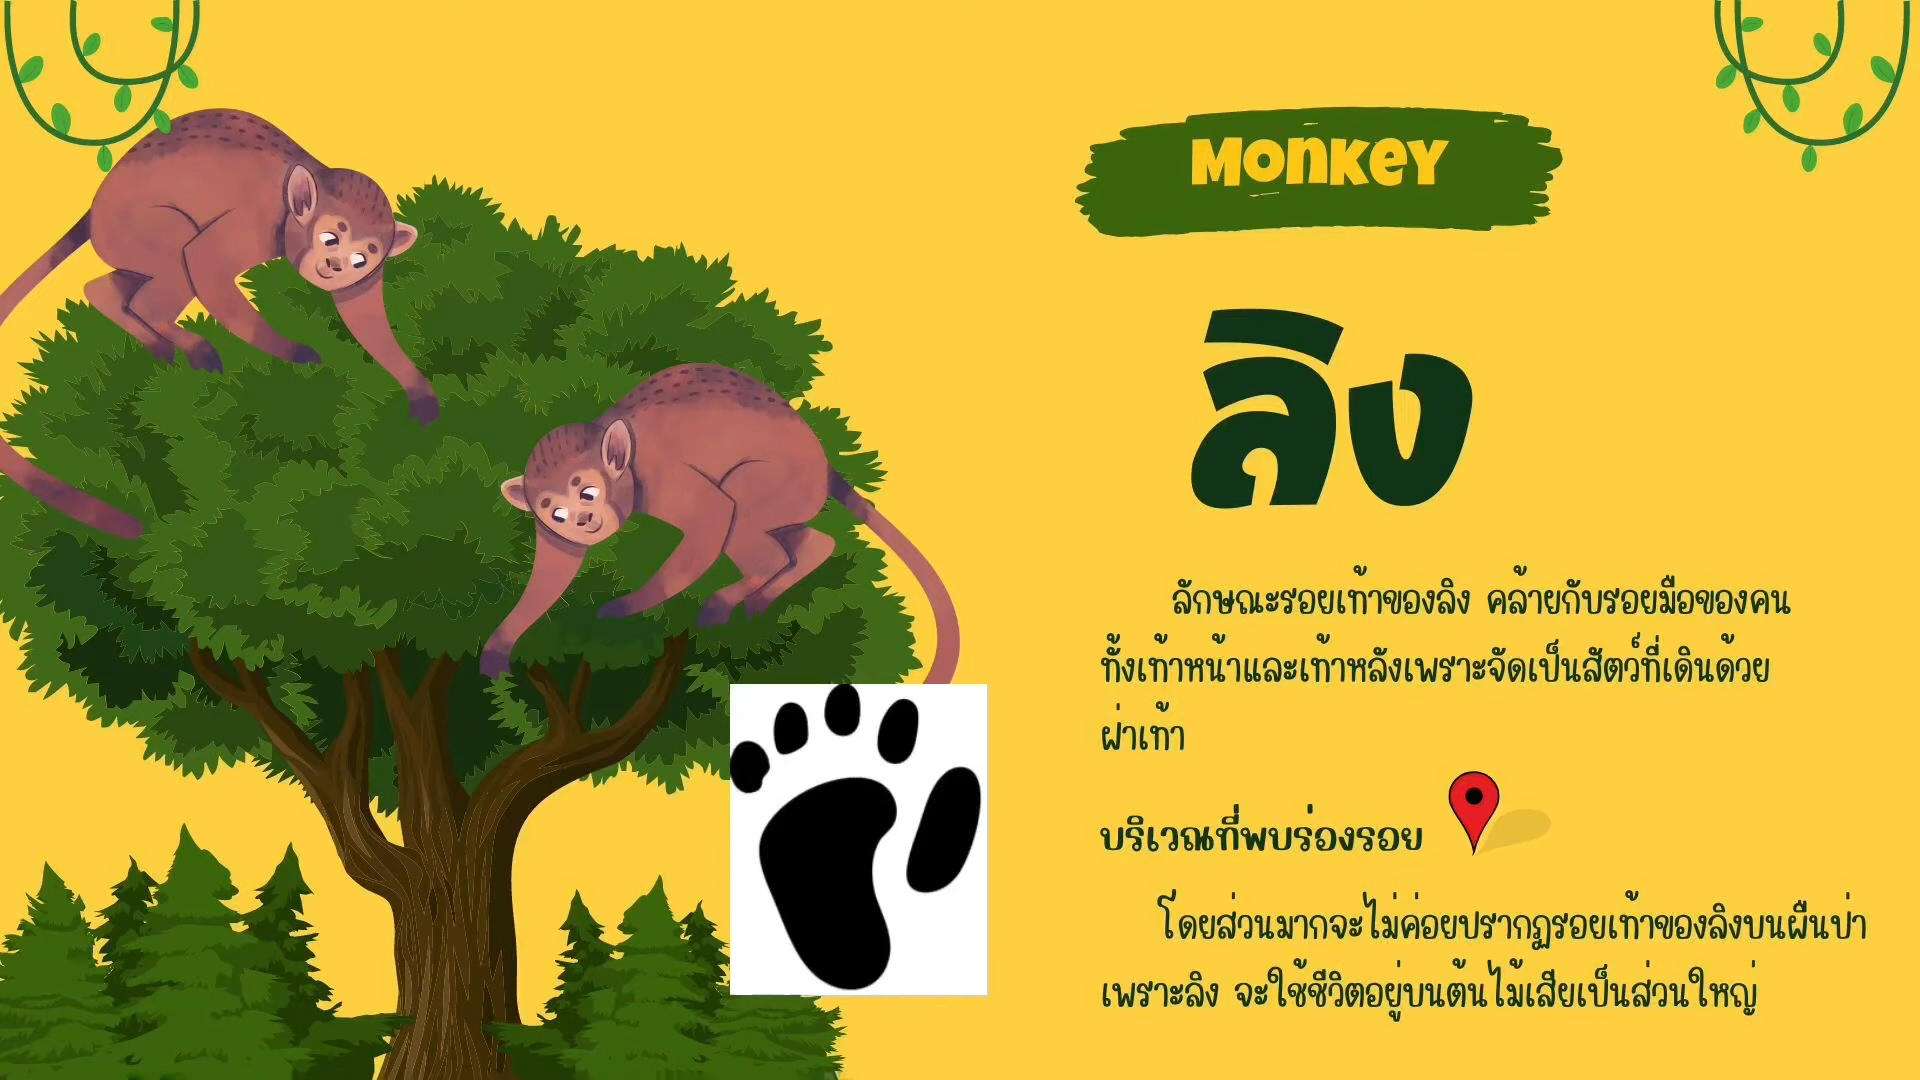 Monkey
ลิง
ลักษณะรอยเท้าของลิง คล้ายกับรอยมือของคน
ทั้งเท้าหน้าและเท้าหลังเพราะจัดเป็นสัตว์ที่เดินด้วย
ฝ่าเท้า
บริเวณที่พบร่องรอย
โดยส่วนมากจะไม่ค่อยปรากฏรอยเท้าของลิงบนผืนป่า
เพราะลิง จะใช้ชีวิตอยู่บนต้นไม้เสียเป็นส่วนใหญ่